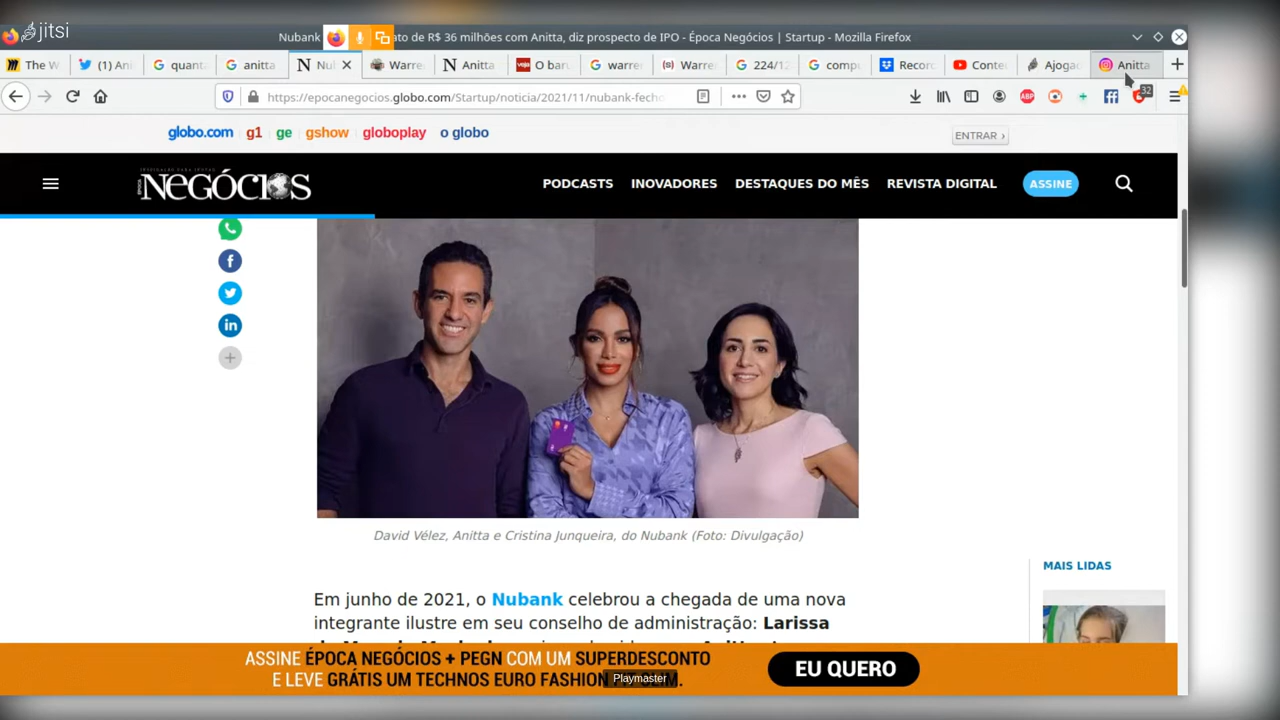 jitsi
Nubank ato de R$ 36 milhões com Anitta, diz prospecto de IPO - Época Negócios | Startup - Mozilla Firefox
The W (1) Ani quant anitta Nul Warre Anitta O bar warre Warre 224/12 comp Recor Conte Ajoga Anitta
https://epocanegocios.globo.com/Startup/noticia/2021/11/nubank-fecho
ABP
32
globo.com g1 ge gshow globoplay o globo
ENTRAR ›
ÉPOCA NEGÓCIOS
PODCASTS INOVADORES DESTAQUES DO MÊS REVISTA DIGITAL ASSINE
David Vélez, Anitta e Cristina Junqueira, do Nubank (Foto: Divulgação)
MAIS LIDAS
Em junho de 2021, o Nubank celebrou a chegada de uma nova
integrante ilustre em seu conselho de administração: Larissa
ASSINE ÉPOCA NEGÓCIOS + PEGN COM UM SUPERDESCONTO
E LEVE GRÁTIS UM TECHNOS EURO FASHION
EU QUERO
Playmaster